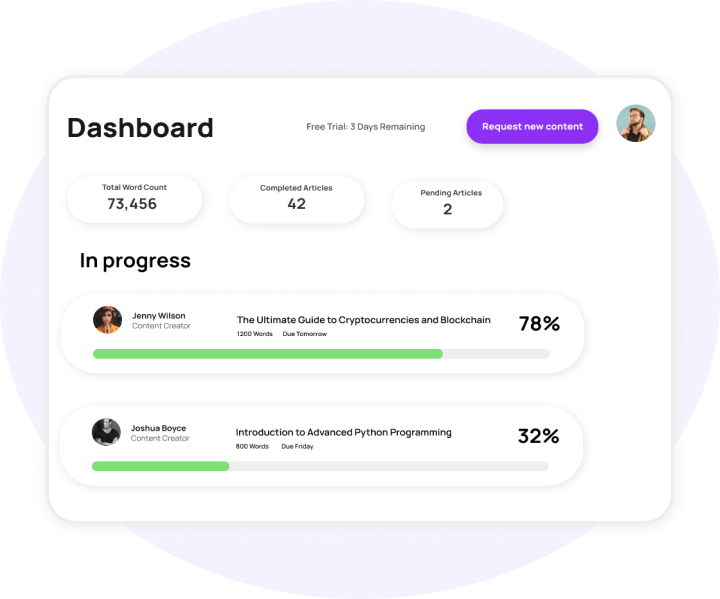 Dashboard
Free Trial: 3 Days Remaining
Request new content
Total Word Count
73,456
Completed Articles
42
Pending Articles
2
In progress
Jenny Wilson
Content Creator
The Ultimate Guide to Cryptocurrencies and Blockchain
1200 Words Due Tomorrow
78%
Joshua Boyce
Content Creator
Introduction to Advanced Python Programming
800 Words Due Friday
32%